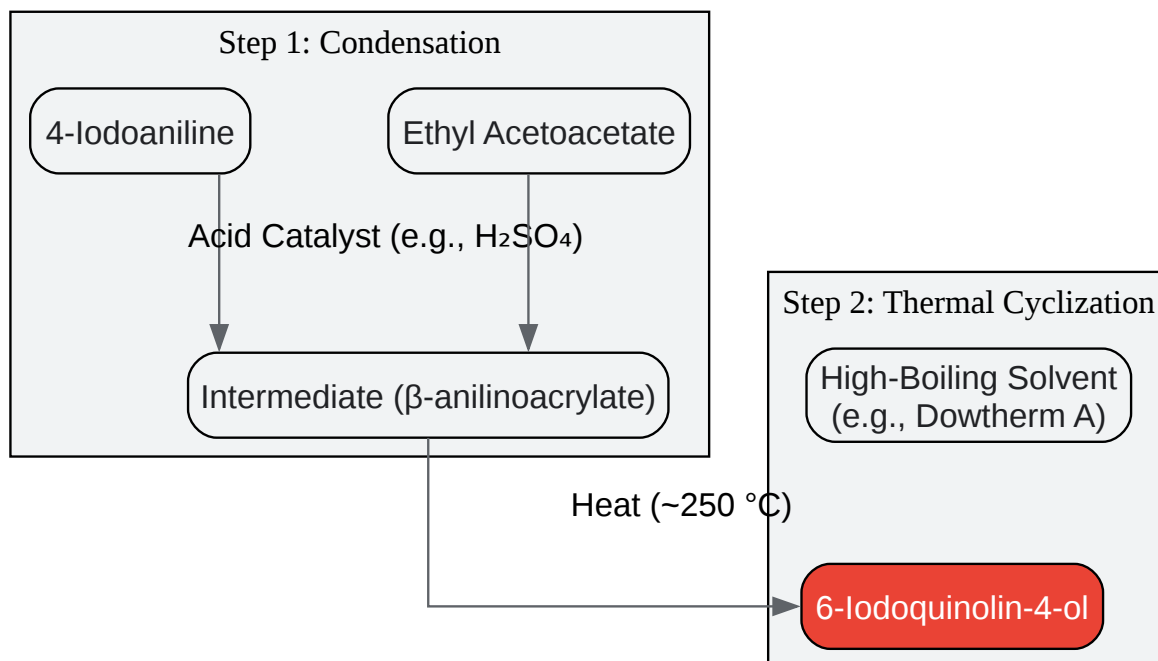 Step 1: Condensation
4-Iodoaniline
Ethyl Acetoacetate
Acid Catalyst (e.g., H₂SO₄)
Intermediate (β-anilinoacrylate)
Step 2: Thermal Cyclization
High-Boiling Solvent
(e.g., Dowtherm A)
Heat (~250 °C)
6-Iodoquinolin-4-ol